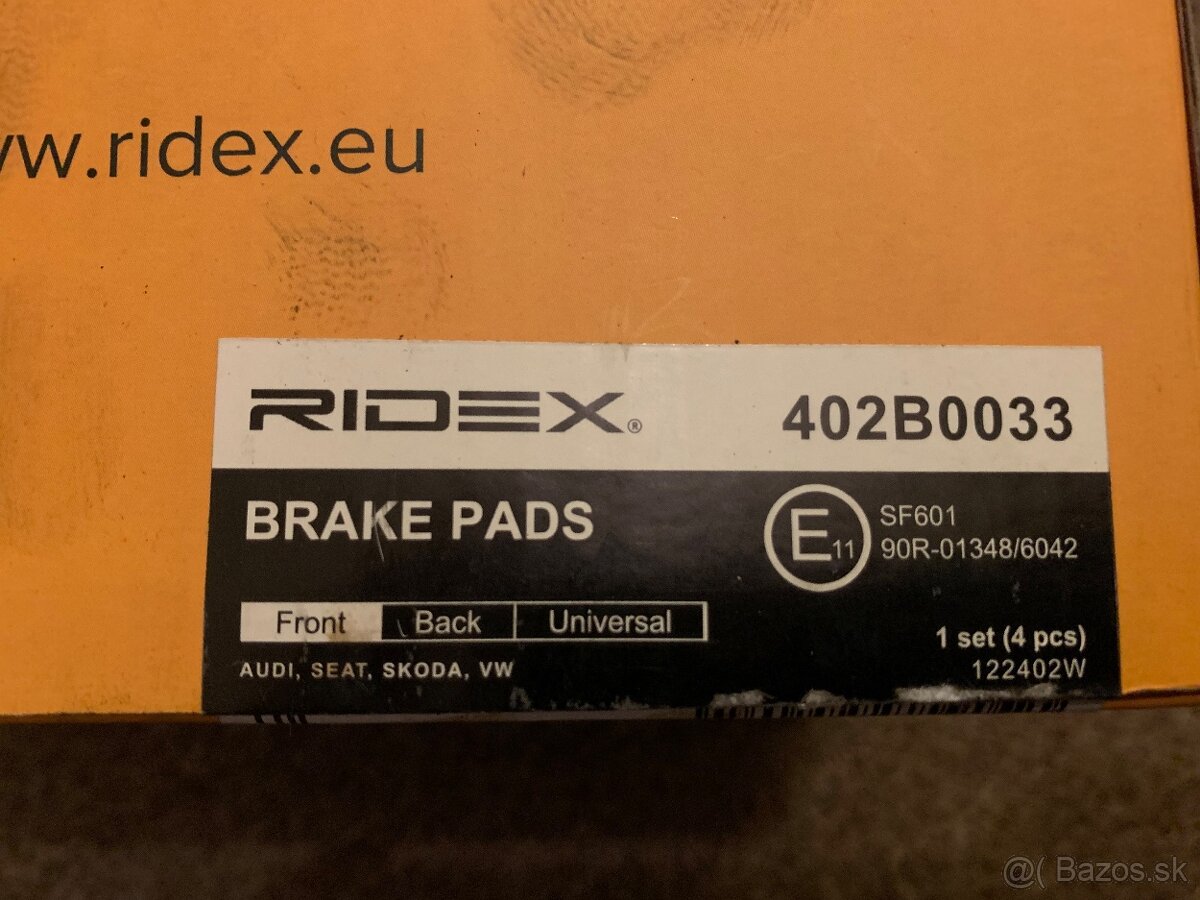 www.ridex.eu
RIDEX® 402B0033
BRAKE PADS
E11 SF601
90R-01348/6042
Front Back Universal
1 set (4 pcs)
AUDI, SEAT, SKODA, VW
122402W
@( Bazos.sk